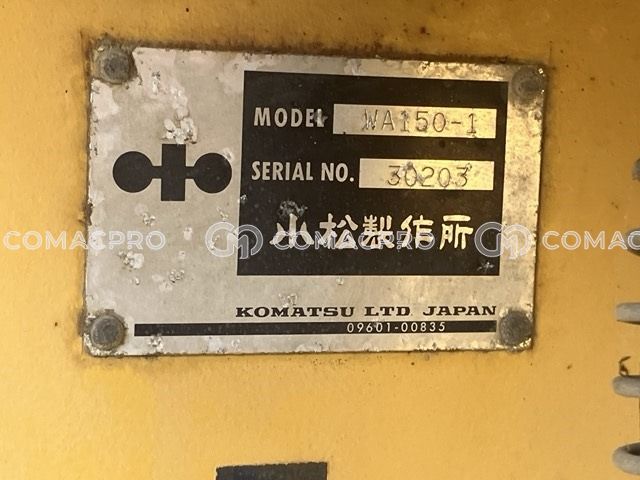 MODEL WA150-1
SERIAL NO. 30203
小松製作所
COMACPRO COMACPRO COMACPRO
KOMATSU LTD JAPAN
09601-00835